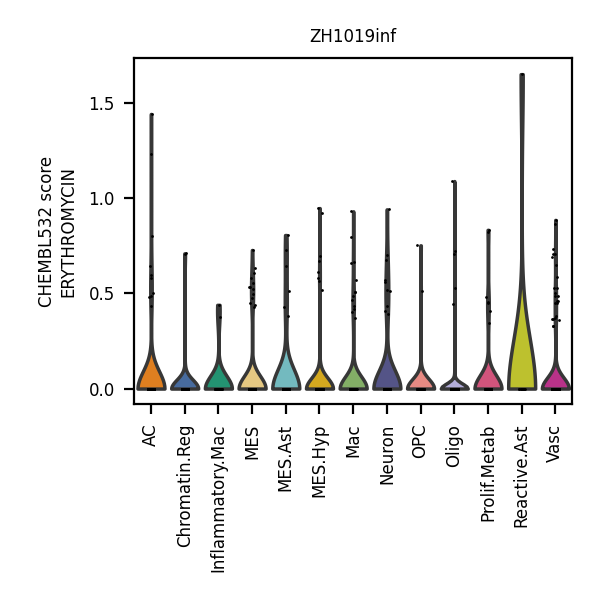 ZH1019inf
CHEMBL532 score
ERYTHROMYCIN
1.5
1.0
0.5
0.0
AC
Chromatin.Reg
Inflammatory.Mac
MES
MES.Ast
MES.Hyp
Mac
Neuron
OPC
Oligo
Prolif.Metab
Reactive.Ast
Vasc